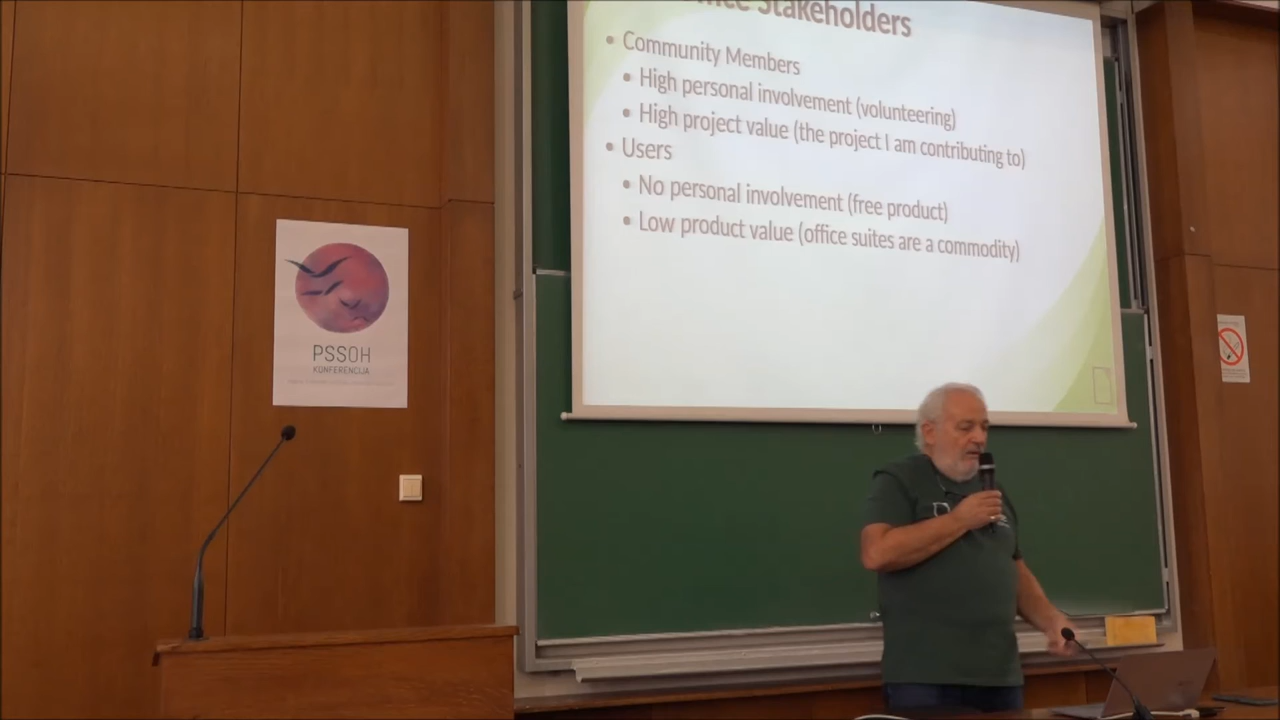 Stakeholders
• Community Members
• High personal involvement (volunteering)
• High project value (the project I am contributing to)
• Users
• No personal involvement (free product)
• Low product value (office suites are a commodity)
PSSOH
KONFERENCIJA